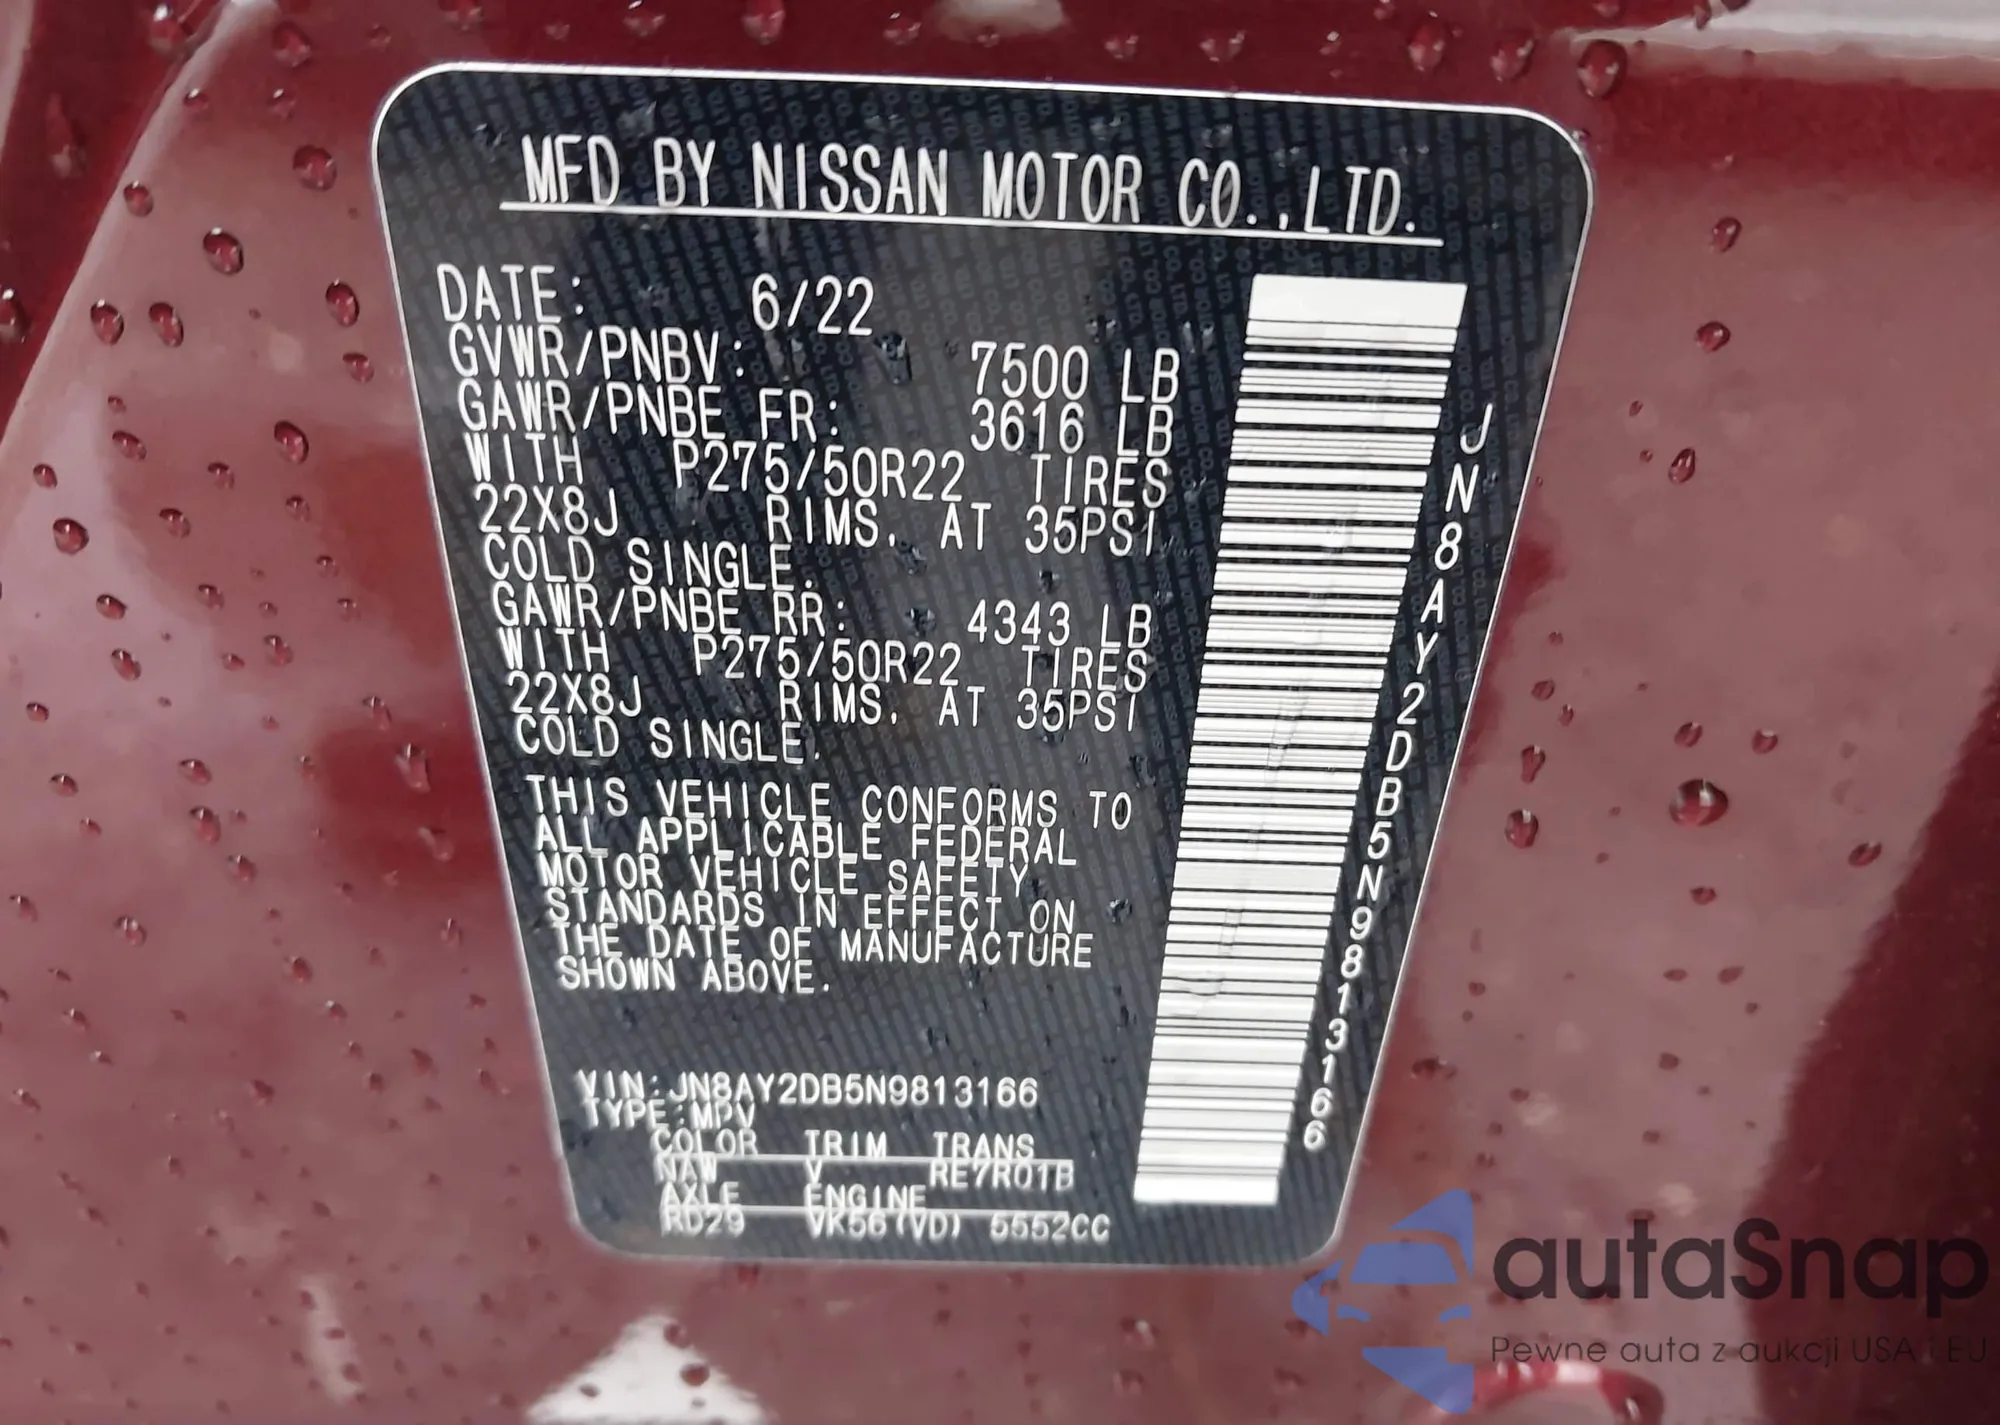 MFD BY NISSAN MOTOR CO.,LTD.
DATE: 6/22
GVWR/PNBV: 7500 LB
GAWR/PNBE FR: 3616 LB
WITH P275/50R22 TIRES
22X8J RIMS. AT 35PSI
COLD SINGLE.
GAWR/PNBE RR: 4343 LB
WITH P275/50R22 TIRES
22X8J RIMS. AT 35PSI
COLD SINGLE.
THIS VEHICLE CONFORMS TO
ALL APPLICABLE FEDERAL
MOTOR VEHICLE SAFETY
STANDARDS IN EFFECT ON
THE DATE OF MANUFACTURE
SHOWN ABOVE.
VIN:JN8AY2DB5N9813166
TYPE:MPV
COLOR TRIM TRANS
NAW V RE7R01B
AXLE ENGINE
RD29 VK56(VD) 5552CC
JN8AY2DB5N9813166
autaSnap
Pewne auta z aukcji USA i EU